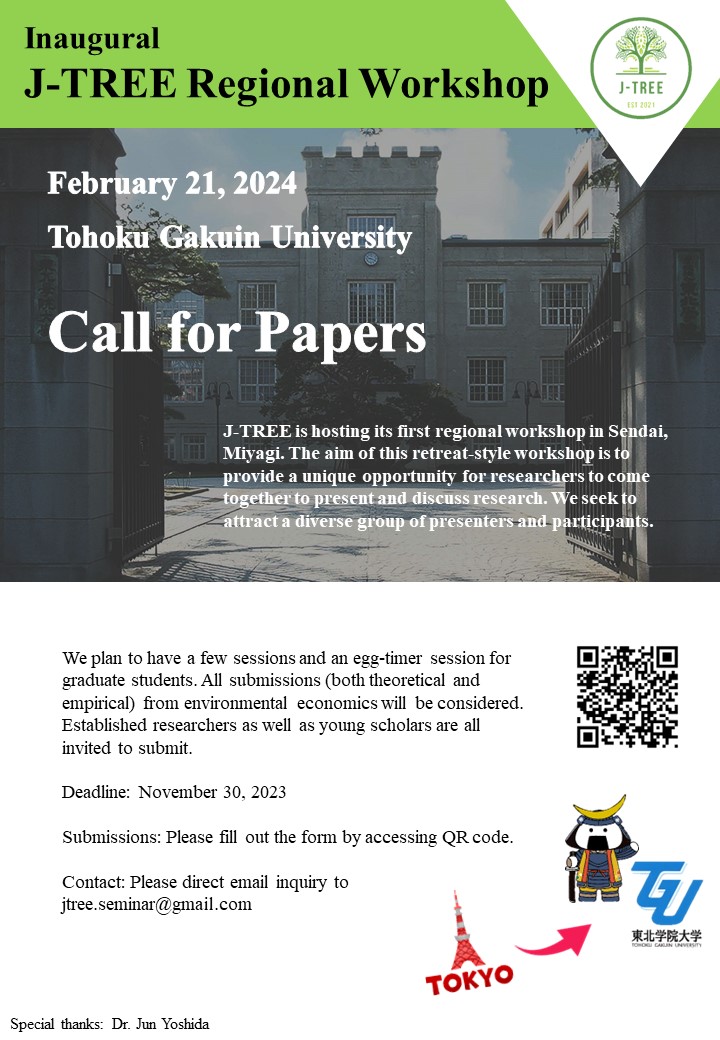 Inaugural
J-TREE Regional Workshop
J-TREE
EST 2021
February 21, 2024
Tohoku Gakuin University
Call for Papers
J-TREE is hosting its first regional workshop in Sendai,
Miyagi. The aim of this retreat-style workshop is to
provide a unique opportunity for researchers to come
together to present and discuss research. We seek to
attract a diverse group of presenters and participants.
We plan to have a few sessions and an egg-timer session for
graduate students. All submissions (both theoretical and
empirical) from environmental economics will be considered.
Established researchers as well as young scholars are all
invited to submit.
Deadline: November 30, 2023
Submissions: Please fill out the form by accessing QR code.
Contact: Please direct email inquiry to
jtree.seminar@gmail.com
TOKYO
TGU
東北学院大学
TOHOKU GAKUIN UNIVERSITY
Special thanks: Dr. Jun Yoshida